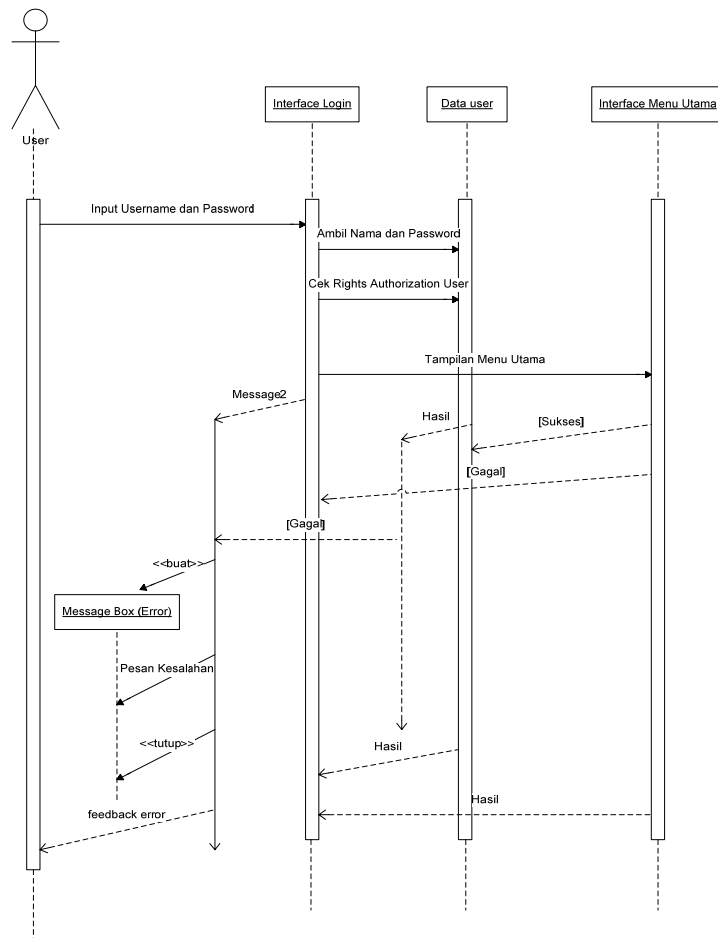 User
Interface Login
Data user
Interface Menu Utama
Input Username dan Password
Ambil Nama dan Password
Cek Rights Authorization User
Tampilan Menu Utama
Message2
Hasil
[Sukses]
[Gagal]
[Gagal]
<<buat>>
Message Box (Error)
Pesan Kesalahan
<<tutup>>
Hasil
Hasil
feedback error